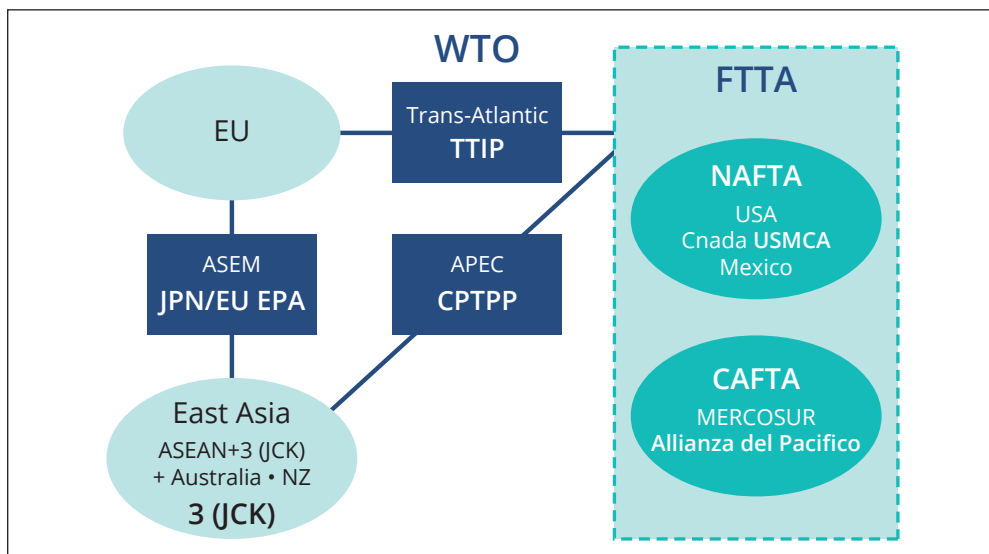 WTO
EU
Trans-Atlantic
TTIP
FTTA
NAFTA
USA
Cnada USMCA
Mexico
ASEM
JPN/EU EPA
APEC
CPTPP
East Asia
ASEAN+3 (JCK)
+ Australia • NZ
3 (JCK)
CAFTA
MERCOSUR
Allianza del Pacifico